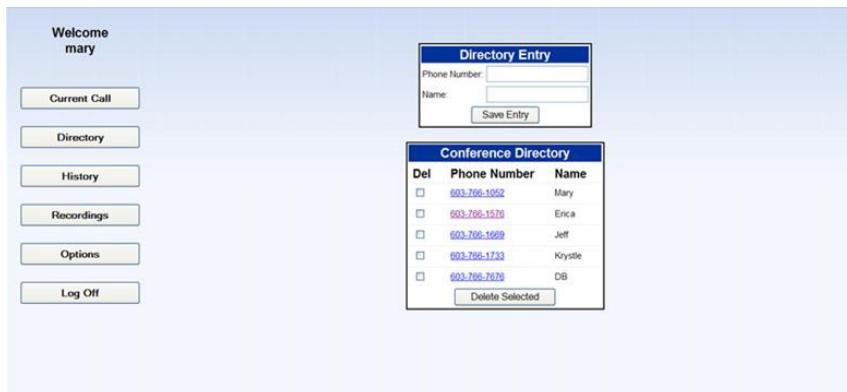 Welcome
mary
Current Call
Directory
History
Recordings
Options
Log Off
Directory Entry
Phone Number:
Name:
Save Entry
Conference Directory
Del Phone Number Name
603-766-1052 Mary
603-766-1576 Erica
603-766-1669 Jeff
603-766-1733 Krystle
603-766-7676 DB
Delete Selected